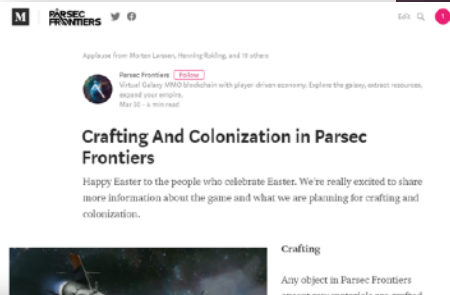 M PARSEC FRONTIERS Edit 1
Applause from Morten Larssen, Henning Rokling, and 19 others
Parsec Frontiers Follow
Virtual Galaxy MMO blockchain with player-driven economy. Explore the galaxy, extract resources,
expand your empire.
Mar 30 · 4 min read
Crafting And Colonization in Parsec
Frontiers
Happy Easter to the people who celebrate Easter. We're really excited to share
more information about the game and what we are planning for crafting and
colonization.
Crafting
Any object in Parsec Frontiers